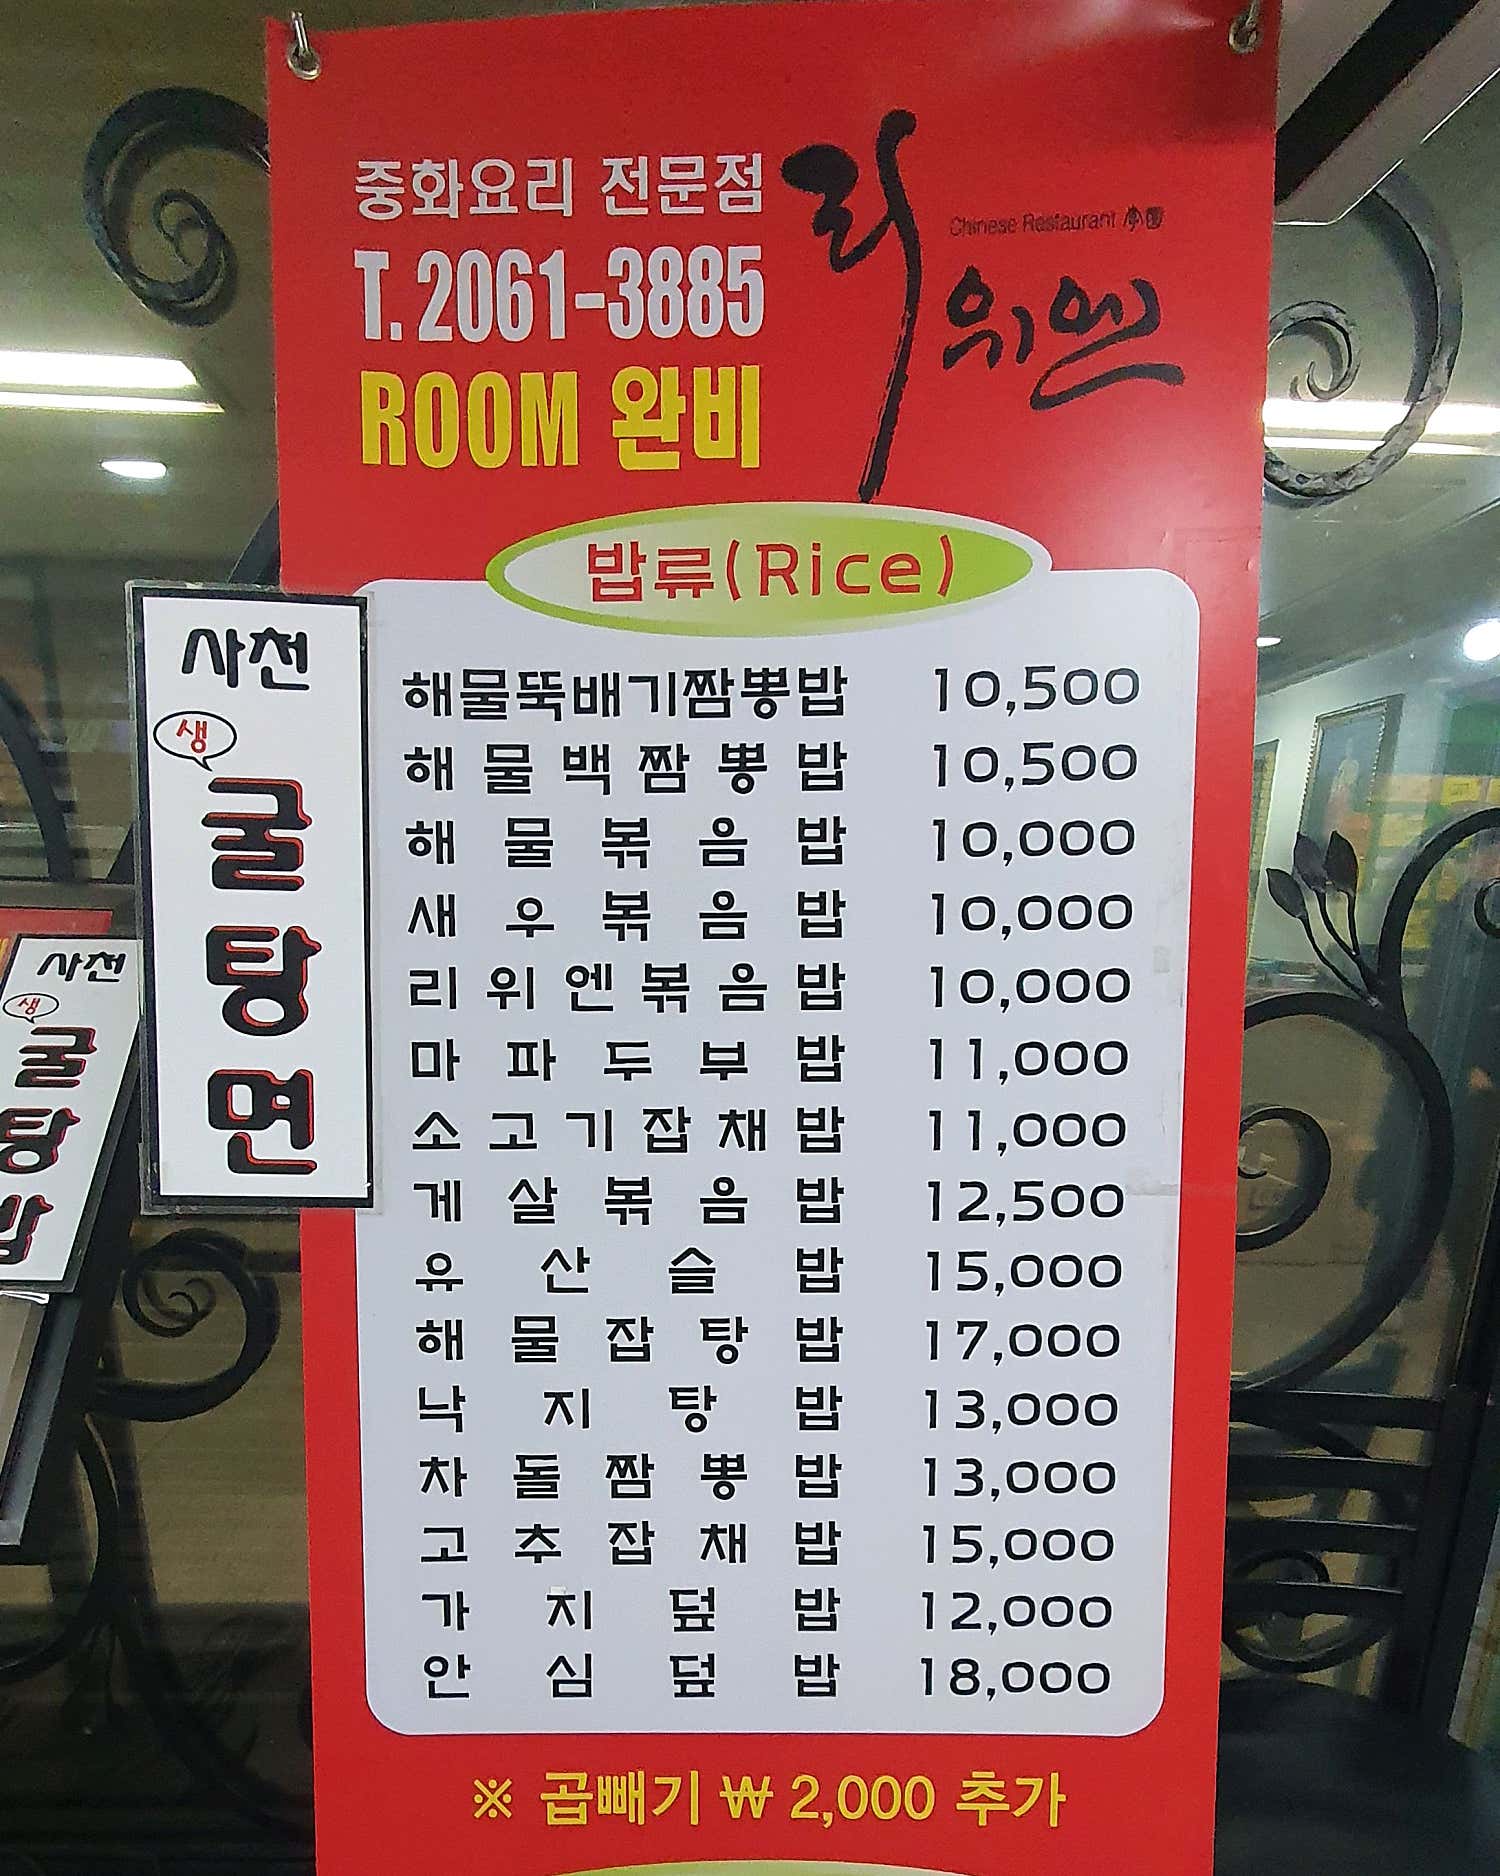 중화요리 전문점
T. 2061-3885
ROOM 완비
리위엔
Chinese Restaurant
밥류(Rice)
해물뚝배기짬뽕밥 10,500
해물백짬뽕밥 10,500
해물볶음밥 10,000
새우볶음밥 10,000
리위엔볶음밥 10,000
마파두부밥 11,000
소고기잡채밥 11,000
게살볶음밥 12,500
유산슬밥 15,000
해물잡탕밥 17,000
낙지탕밥 13,000
차돌짬뽕밥 13,000
고추잡채밥 15,000
가지덮밥 12,000
안심덮밥 18,000
※ 곱빼기 ₩ 2,000 추가
사천
생
굴탕면
사천
생
굴탕밥